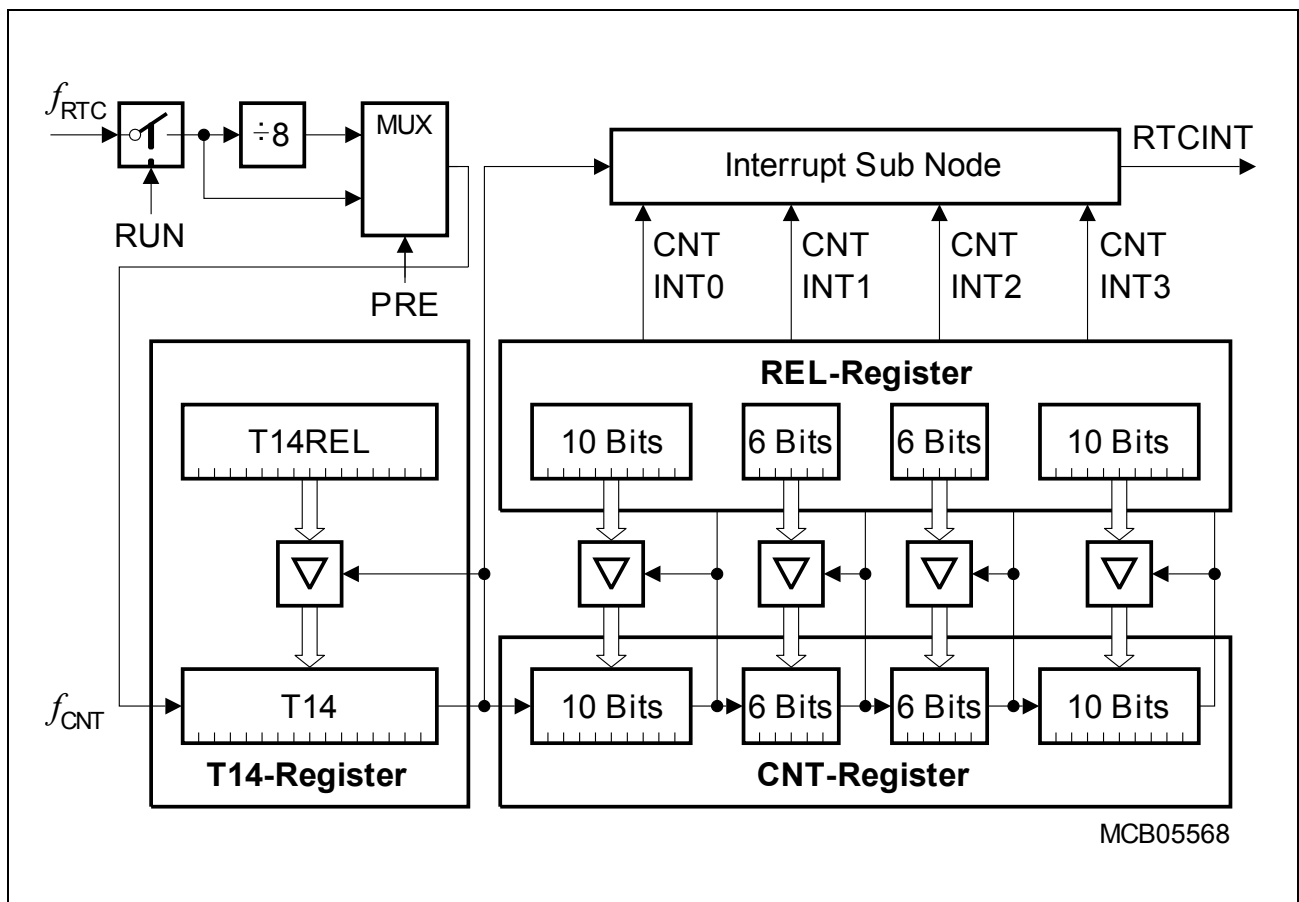 fRTC
÷8
MUX
RUN
PRE
Interrupt Sub Node
RTCINT
CNT INT0
CNT INT1
CNT INT2
CNT INT3
REL-Register
T14REL
10 Bits
6 Bits
6 Bits
10 Bits
fCNT
T14
10 Bits
6 Bits
6 Bits
10 Bits
T14-Register
CNT-Register
MCB05568